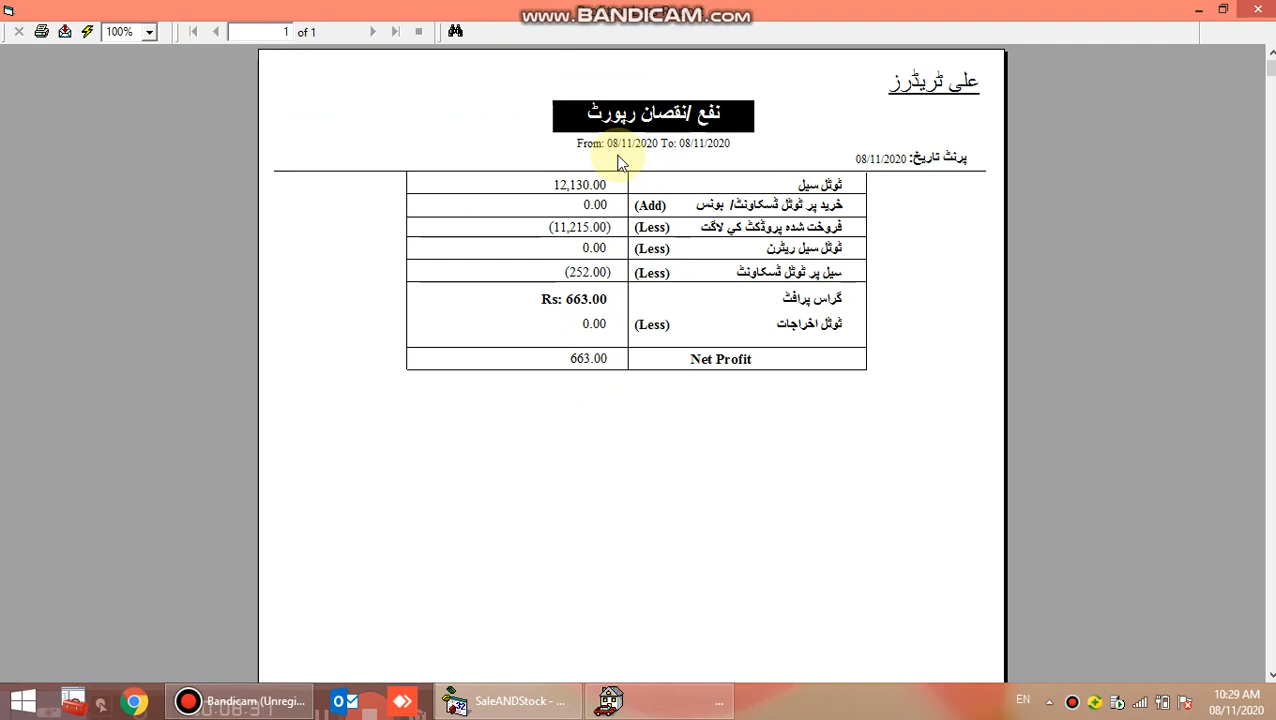 www.BANDICAM.com
100%
1 of 1
علی ٹریڈرز
نفع /نقصان رپورٹ
From: 08/11/2020 To: 08/11/2020
پرنٹ تاریخ: 08/11/2020
ٹوٹل سیل 12,130.00
خرید پر ٹوٹل ڈسکاونٹ/ بونس (Add) 0.00
فروخت شدہ پروڈکٹ کي لاگت (Less) (11,215.00)
ٹوٹل سیل ریٹرن (Less) 0.00
سیل پر ٹوٹل ڈسکاونٹ (Less) (252.00)
گراس پرافٹ Rs: 663.00
ٹوٹل اخراجات (Less) 0.00
Net Profit 663.00
Bandicam (Unregi...
SaleANDStock - ...
...
EN
10:29 AM
08/11/2020